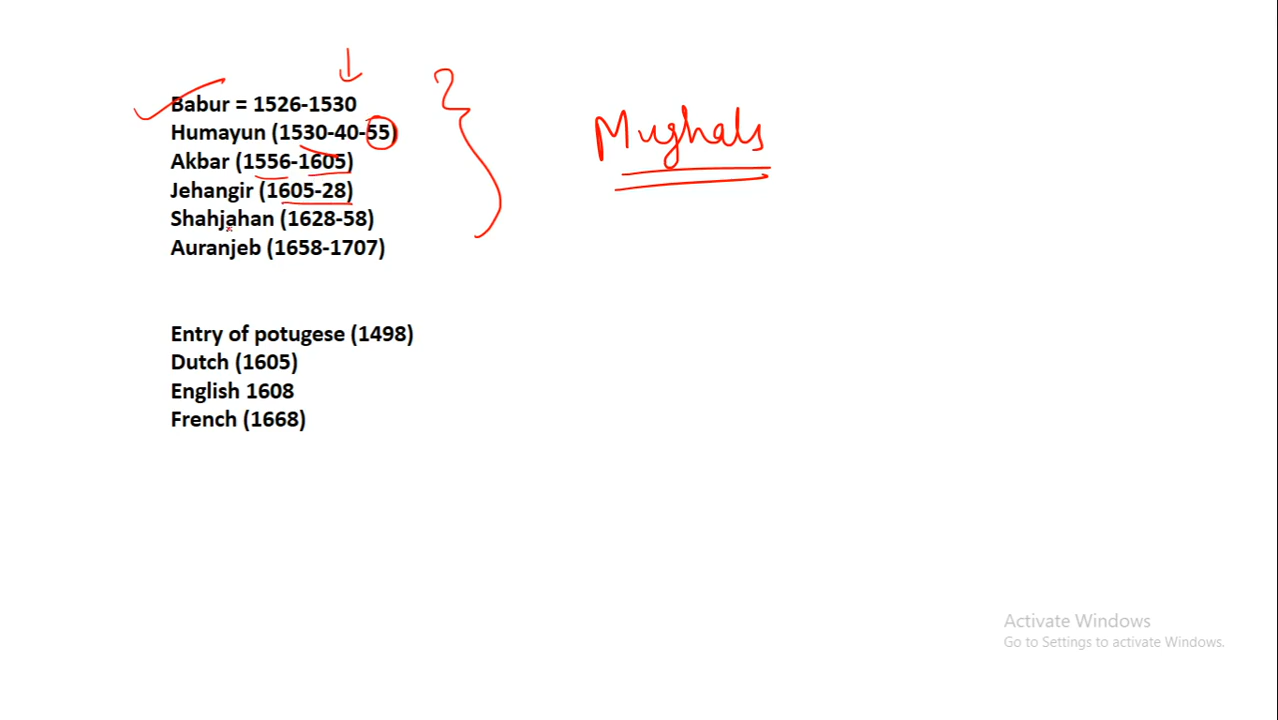 Babur = 1526-1530
Humayun (1530-40-55)
Akbar (1556-1605)
Jehangir (1605-28)
Shahjahan (1628-58)
Auranjeb (1658-1707)
Mughals
Entry of potugese (1498)
Dutch (1605)
English 1608
French (1668)
Activate Windows
Go to Settings to activate Windows.